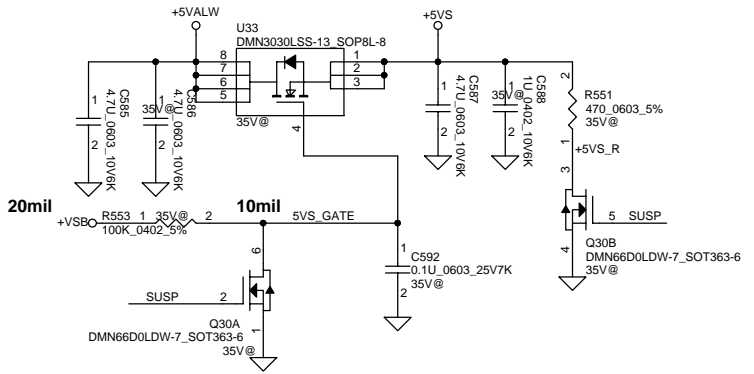 +5VALW
+5VS
U33
DMN3030LSS-13_SOP8L-8
8
7
6
5
1
2
3
4
35V@
1
2
C585
4.7U_0603_10V6K
1
2
35V@
C586
4.7U_0603_10V6K
1
2
C587
4.7U_0603_10V6K
35V@
1
2
35V@
C588
1U_0402_10V6K
2
R551
470_0603_5%
35V@
1
+5VS_R
3
5
SUSP
4
Q30B
DMN66D0LDW-7_SOT363-6
35V@
20mil
+VSB
R553
1
35V@
2
100K_0402_5%
10mil
5VS_GATE
6
SUSP
2
1
Q30A
DMN66D0LDW-7_SOT363-6
35V@
1
2
C592
0.1U_0603_25V7K
35V@